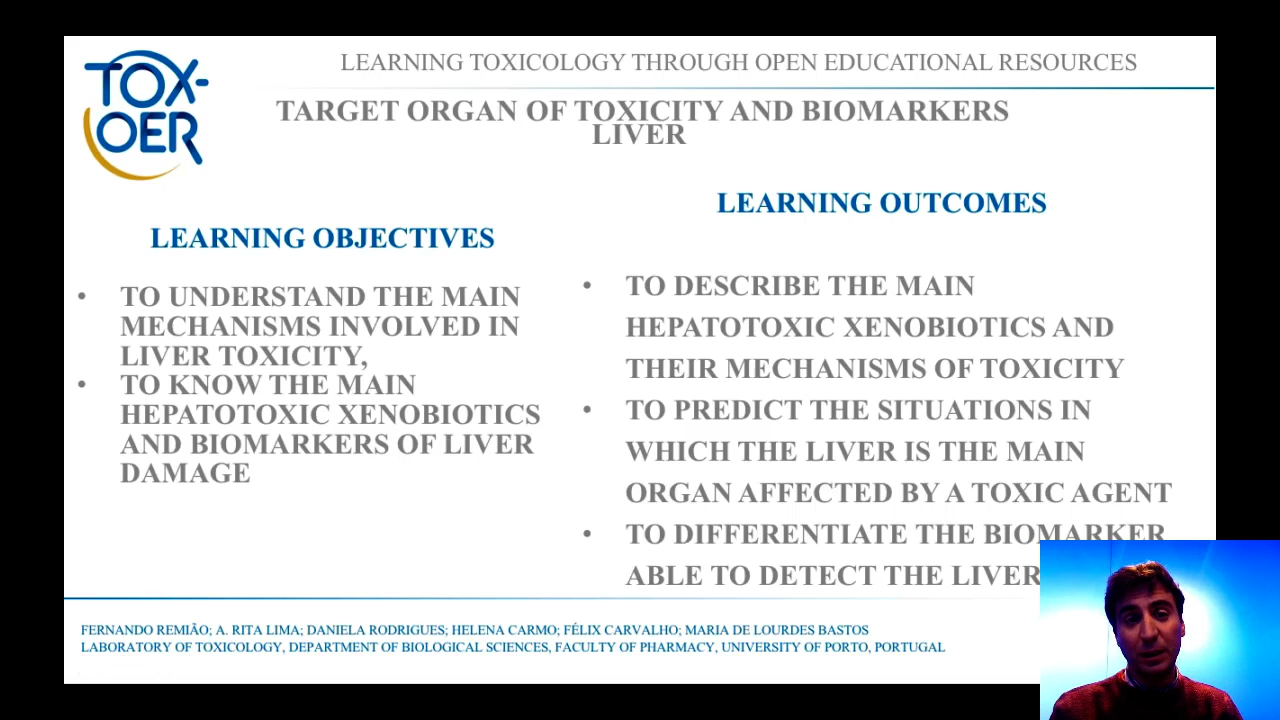 TOX-
OER
LEARNING TOXICOLOGY THROUGH OPEN EDUCATIONAL RESOURCES
TARGET ORGAN OF TOXICITY AND BIOMARKERS
LIVER
LEARNING OBJECTIVES
• TO UNDERSTAND THE MAIN
MECHANISMS INVOLVED IN
LIVER TOXICITY,
• TO KNOW THE MAIN
HEPATOTOXIC XENOBIOTICS
AND BIOMARKERS OF LIVER
DAMAGE
LEARNING OUTCOMES
• TO DESCRIBE THE MAIN
HEPATOTOXIC XENOBIOTICS AND
THEIR MECHANISMS OF TOXICITY
• TO PREDICT THE SITUATIONS IN
WHICH THE LIVER IS THE MAIN
ORGAN AFFECTED BY A TOXIC AGENT
• TO DIFFERENTIATE THE BIOMARKER
ABLE TO DETECT THE LIVER
FERNANDO REMIÃO; A. RITA LIMA; DANIELA RODRIGUES; HELENA CARMO; FÉLIX CARVALHO; MARIA DE LOURDES BASTOS
LABORATORY OF TOXICOLOGY, DEPARTMENT OF BIOLOGICAL SCIENCES, FACULTY OF PHARMACY, UNIVERSITY OF PORTO, PORTUGAL